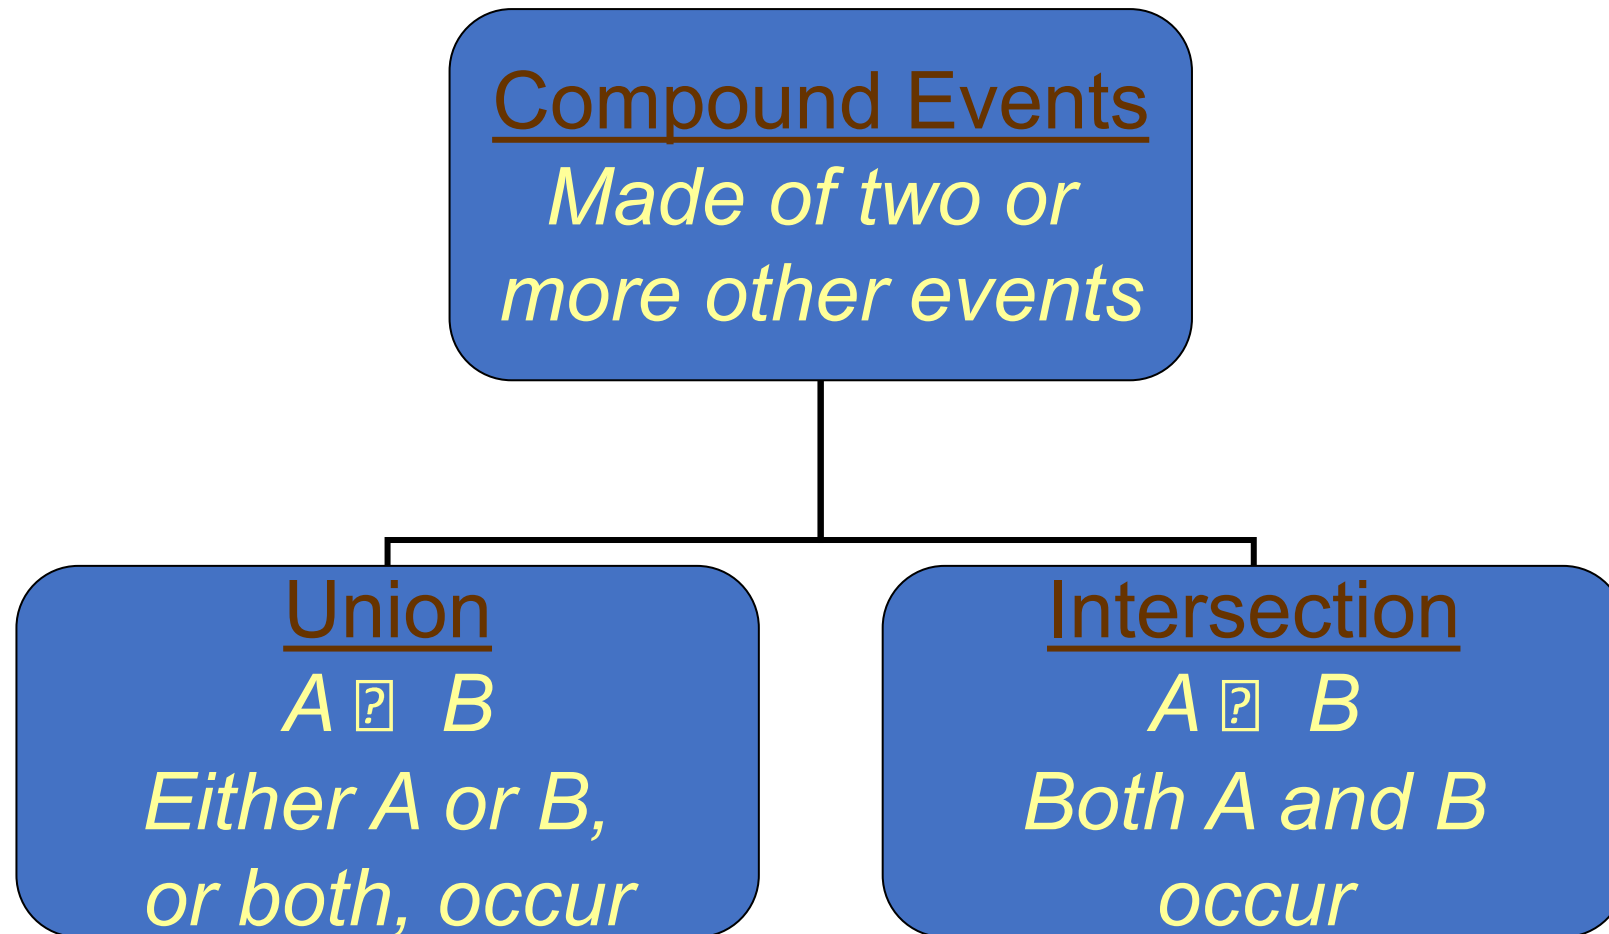 Compound Events
Made of two or
more other events
Union
A ⍰ B
Either A or B,
or both, occur
Intersection
A ⍰ B
Both A and B
occur